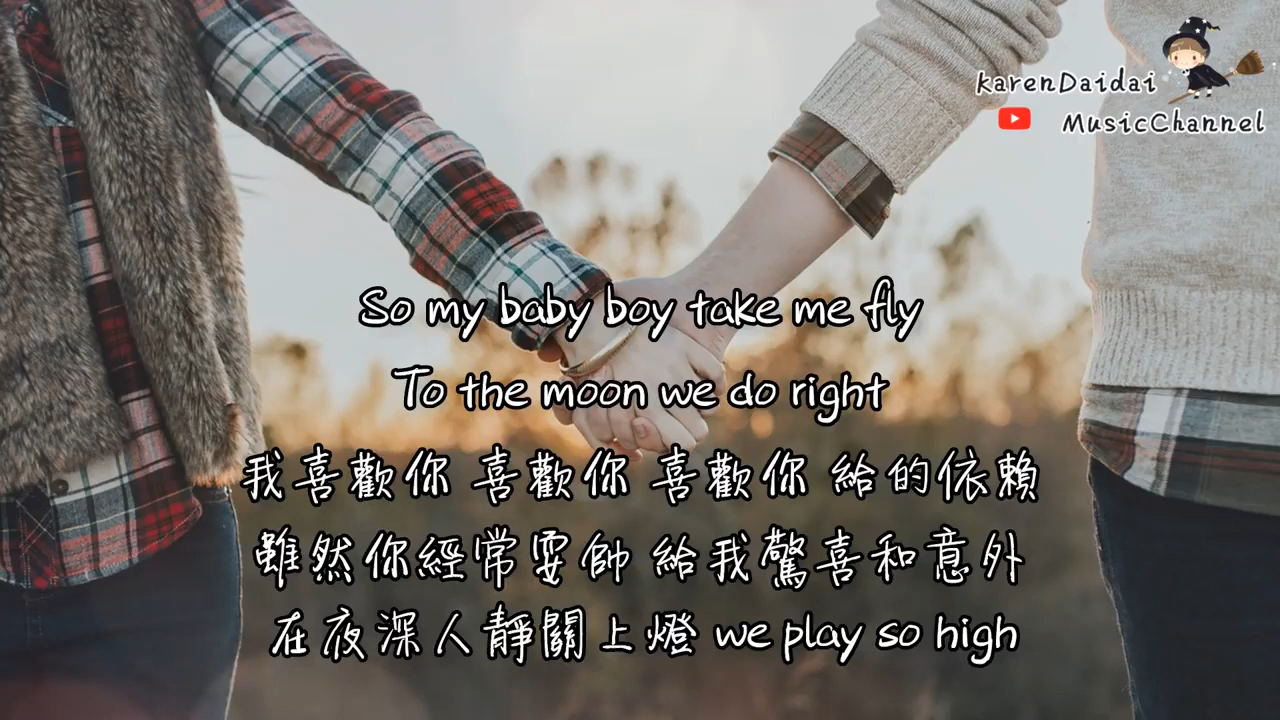 karenDaidai
MusicChannel
So my baby boy take me fly
To the moon we do right
我喜歡你 喜歡你 喜歡你 給的依賴
雖然你經常耍帥 給我驚喜和意外
在夜深人靜關上燈 we play so high